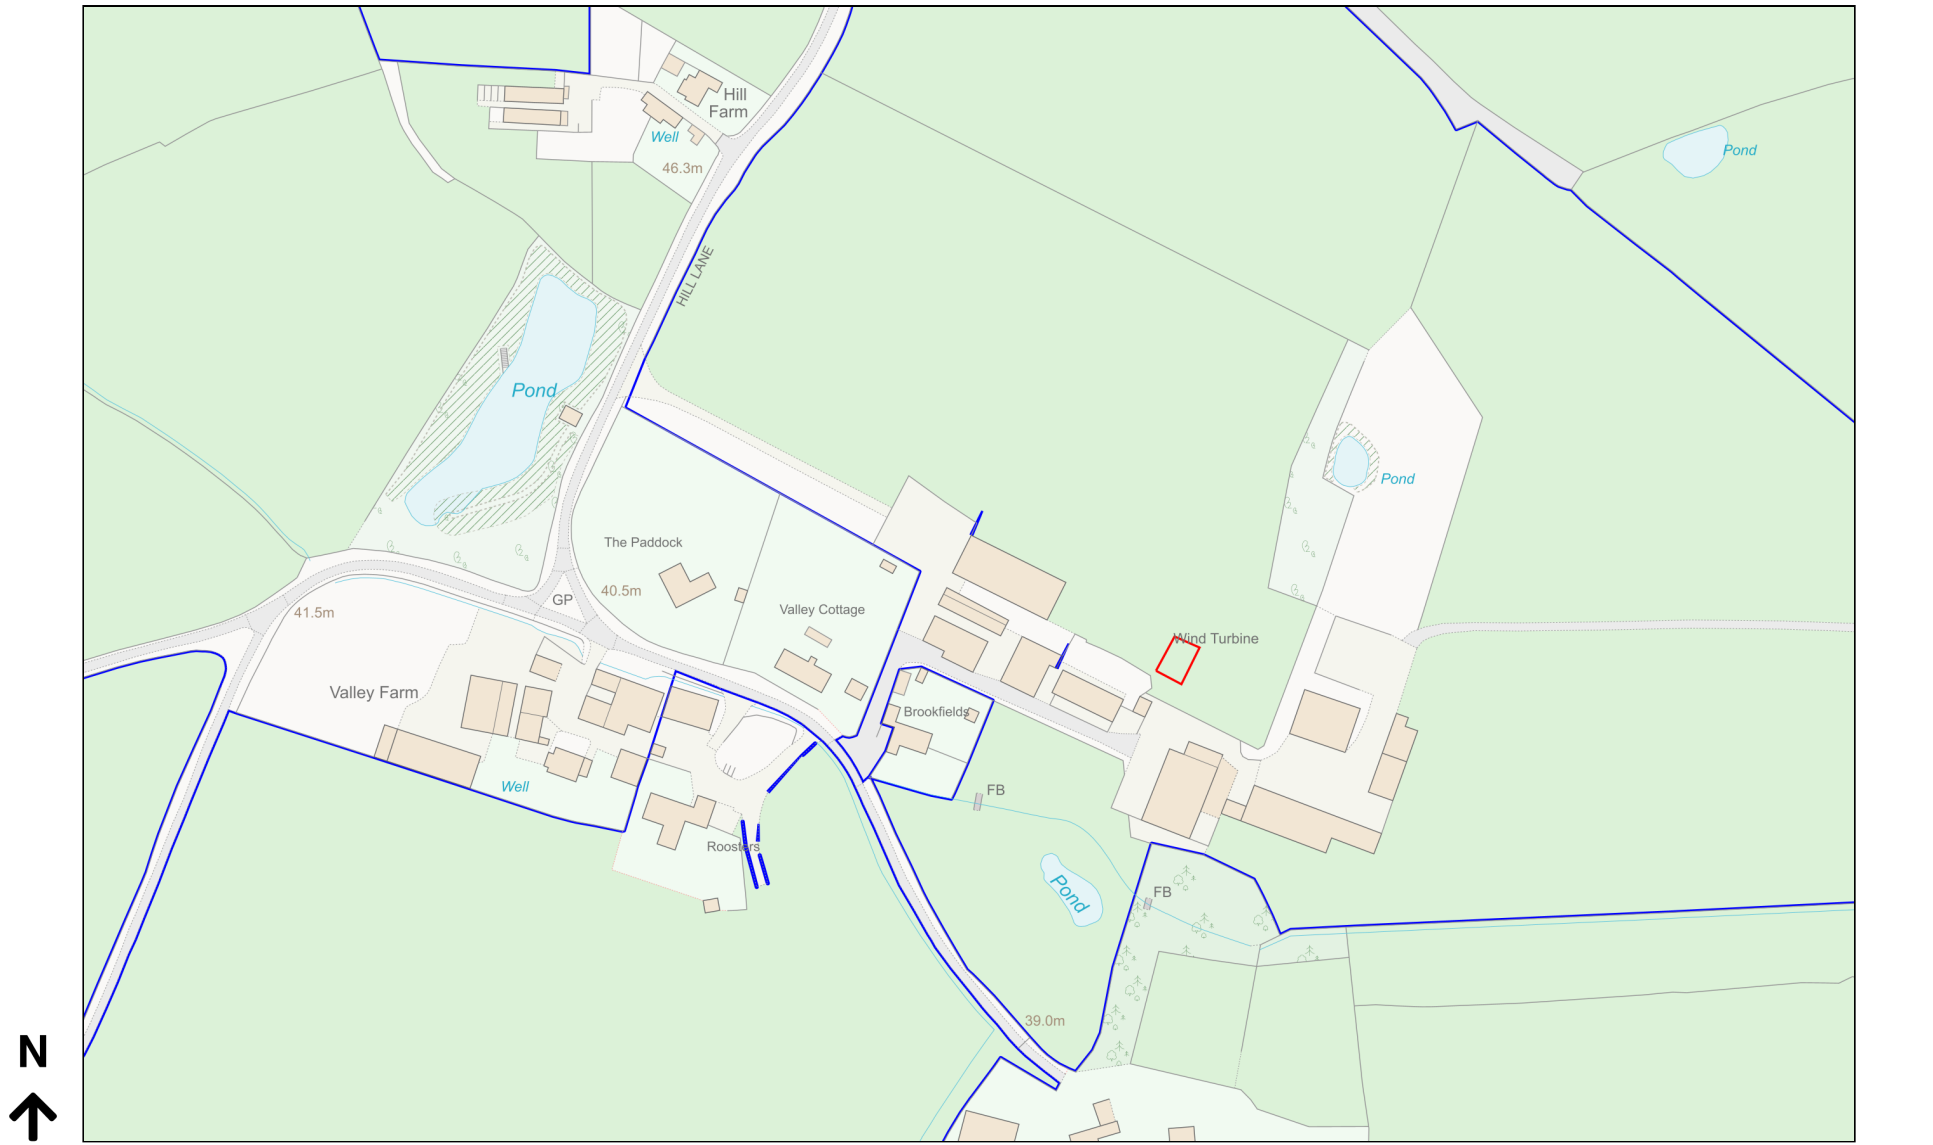 Hill
Farm
Well
46.3m
Pond
HILL LANE
Pond
Pond
The Paddock
40.5m
GP
41.5m
Valley Cottage
Wind Turbine
Valley Farm
Brookfields
Well
FB
Roosters
Pond
FB
39.0m
N